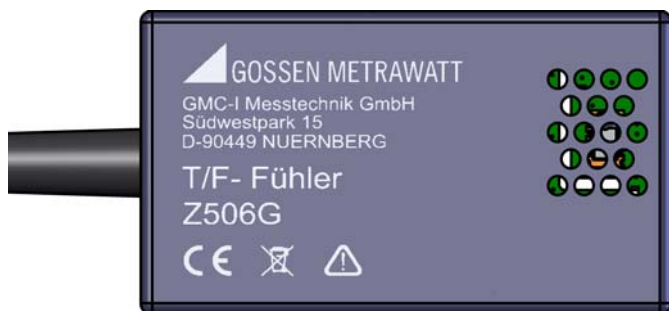 GOSSEN METRAWATT
GMC-I Messtechnik GmbH
Südwestpark 15
D-90449 NUERNBERG
T/F- Fühler
Z506G
CE